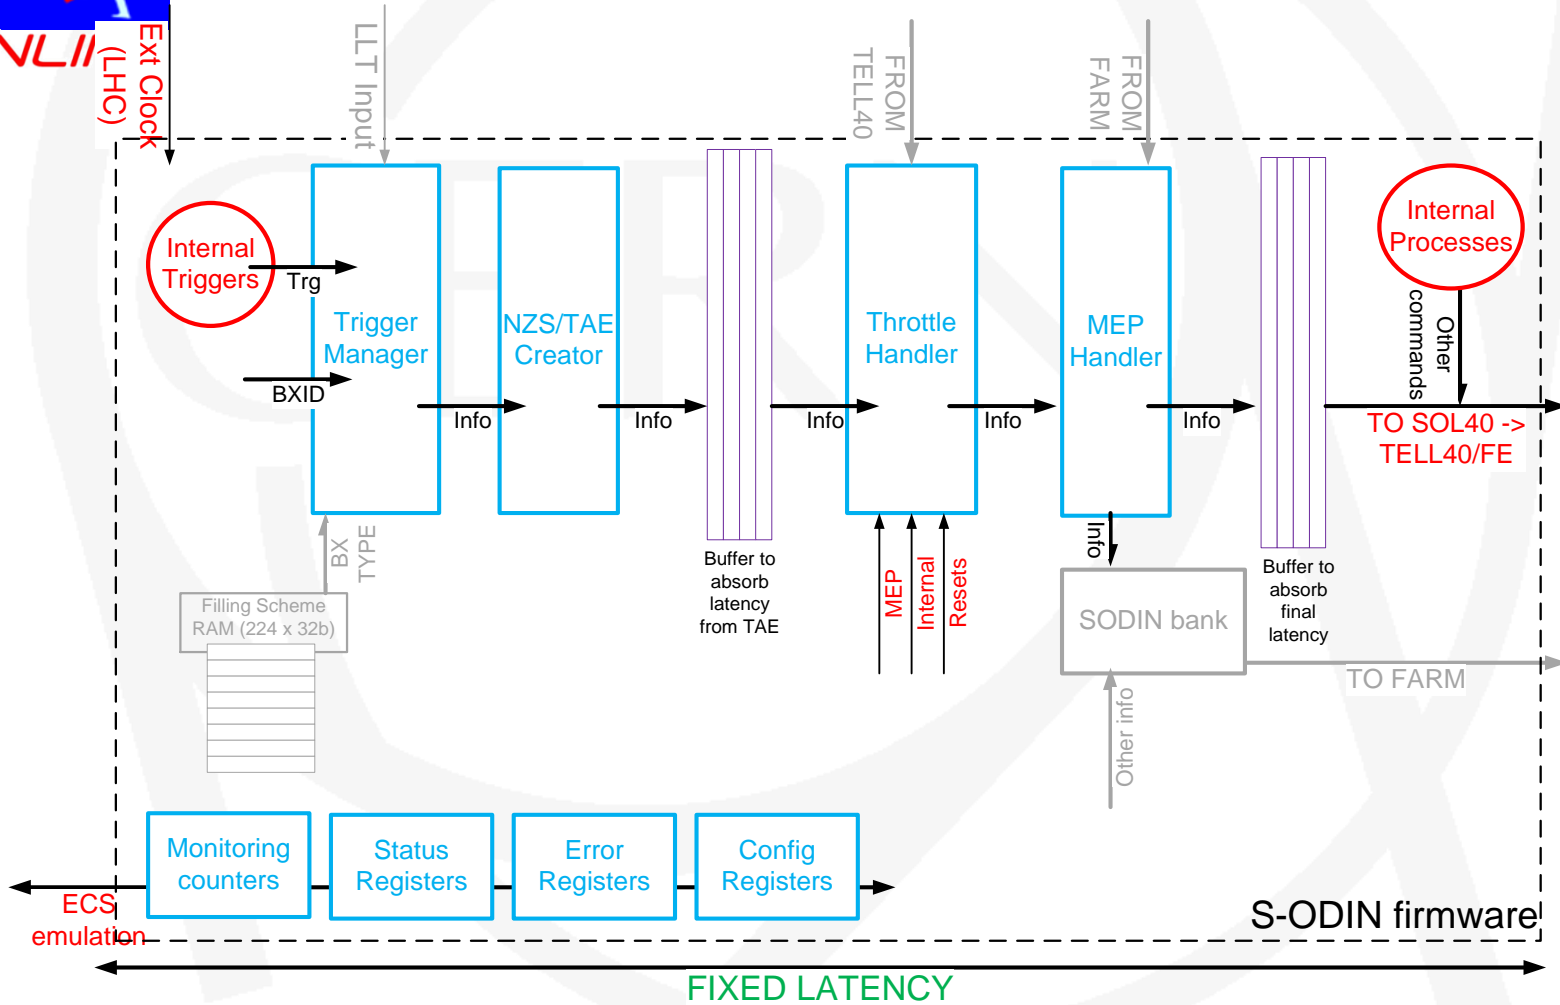 Ext Clock
(LHC)
LLT Input
FROM
TELL40
FROM
FARM
Internal
Triggers
Trg
BXID
Trigger
Manager
Info
NZS/TAE
Creator
Info
Buffer to
absorb
latency
from TAE
Info
Throttle
Handler
Info
MEP
Handler
Info
Buffer to
absorb
final
latency
Internal
Processes
Other
commands
TO SOL40 ->
TELL40/FE
BX
TYPE
Filling Scheme
RAM (224 x 32b)
MEP
Internal
Resets
Info
SODIN bank
TO FARM
Other info
Monitoring
counters
Status
Registers
Error
Registers
Config
Registers
ECS
emulation
S-ODIN firmware
FIXED LATENCY